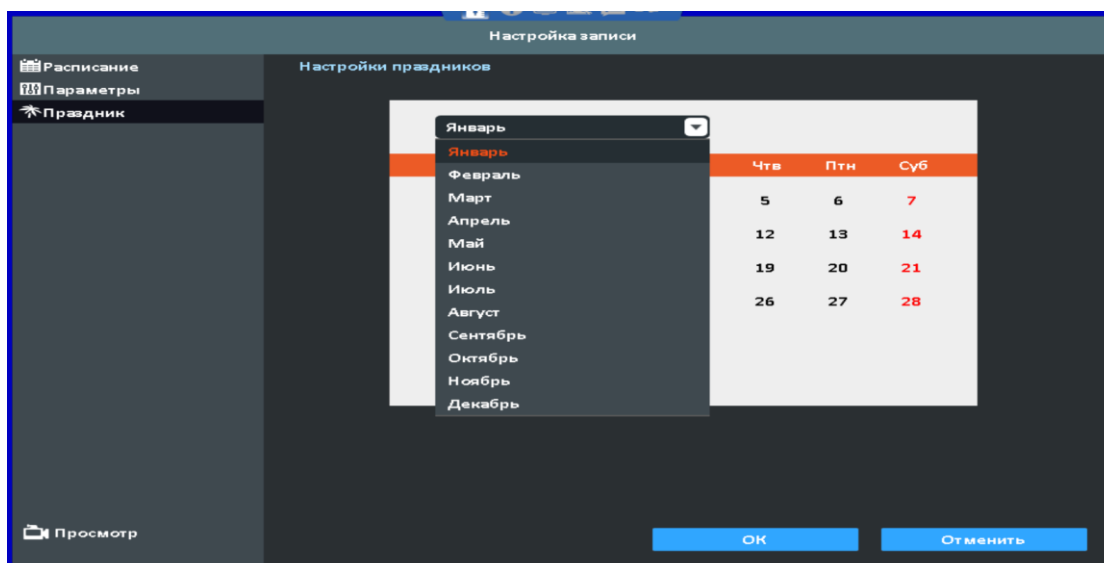 Настройка записи
Расписание
Параметры
Праздник
Настройки праздников
Январь
Январь
Февраль
Март
Апрель
Май
Июнь
Июль
Август
Сентябрь
Октябрь
Ноябрь
Декабрь
Чтв Птн Суб
5 6 7
12 13 14
19 20 21
26 27 28
Просмотр
OK
Отменить